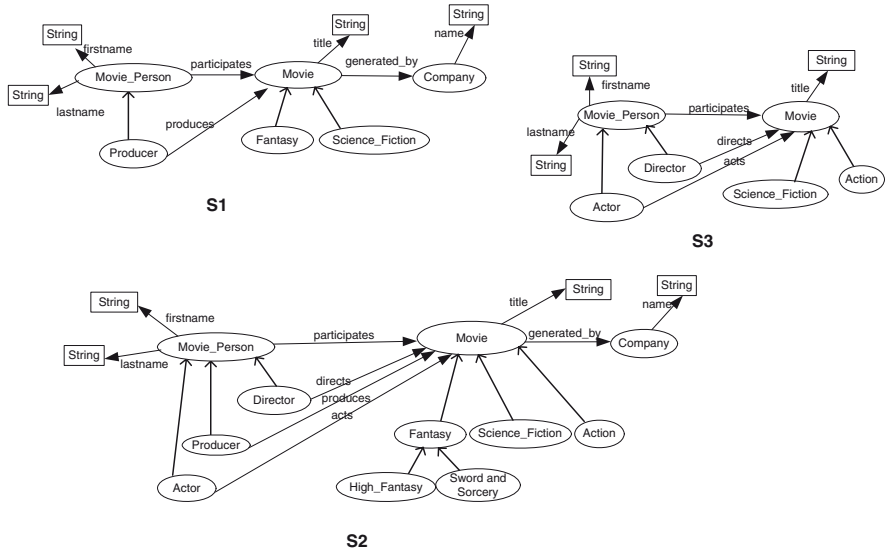 String
String
String
name
title
firstname
participates
generated_by
Movie_Person
Movie
Company
String
lastname
produces
Producer
Fantasy
Science_Fiction
S1
String
String
title
firstname
participates
Movie_Person
Movie
lastname
directs
String
Director
acts
Science_Fiction
Action
Actor
S3
String
String
String
title
name
firstname
participates
Movie
generated_by
Movie_Person
Company
String
lastname
directs
Director
produces
acts
Producer
Fantasy
Science_Fiction
Action
Actor
High_Fantasy
Sword and
Sorcery
S2